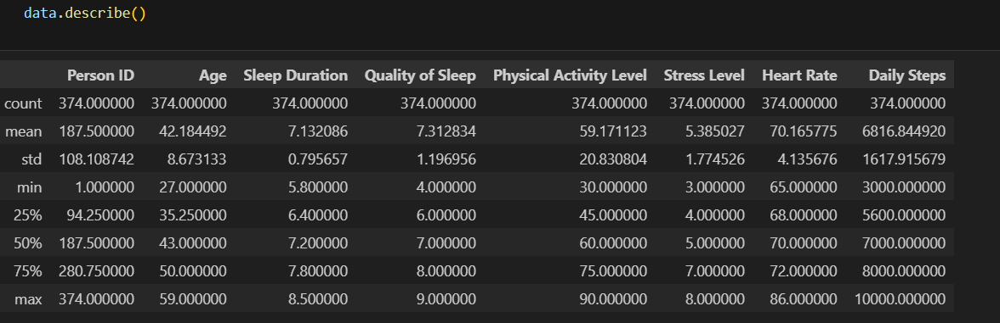 data.describe()
Person ID Age Sleep Duration Quality of Sleep Physical Activity Level Stress Level Heart Rate Daily Steps
count 374.000000 374.000000 374.000000 374.000000 374.000000 374.000000 374.000000 374.000000
mean 187.500000 42.184492 7.132086 7.312834 59.171123 5.385027 70.165775 6816.844920
std 108.108742 8.673133 0.795657 1.196956 20.830804 1.774526 4.135676 1617.915679
min 1.000000 27.000000 5.800000 4.000000 30.000000 3.000000 65.000000 3000.000000
25% 94.250000 35.250000 6.400000 6.000000 45.000000 4.000000 68.000000 5600.000000
50% 187.500000 43.000000 7.200000 7.000000 60.000000 5.000000 70.000000 7000.000000
75% 280.750000 50.000000 7.800000 8.000000 75.000000 7.000000 72.000000 8000.000000
max 374.000000 59.000000 8.500000 9.000000 90.000000 8.000000 86.000000 10000.000000